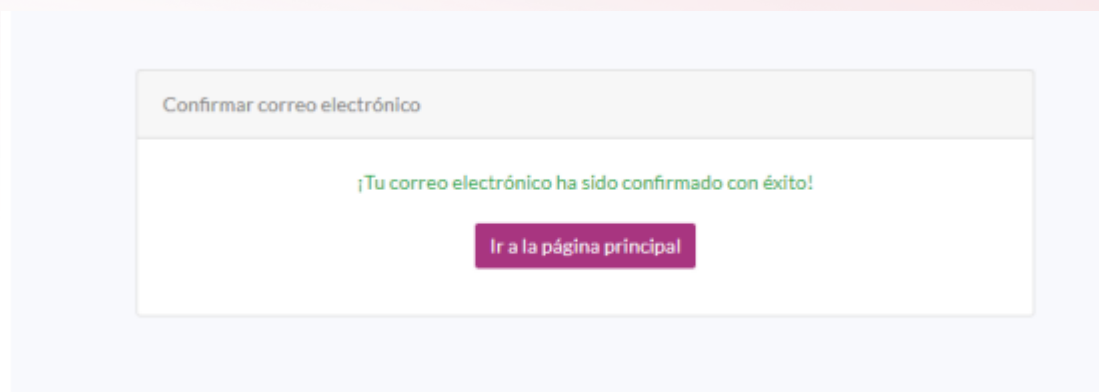 Confirmar correo electrónico
¡Tu correo electrónico ha sido confirmado con éxito!
Ir a la página principal